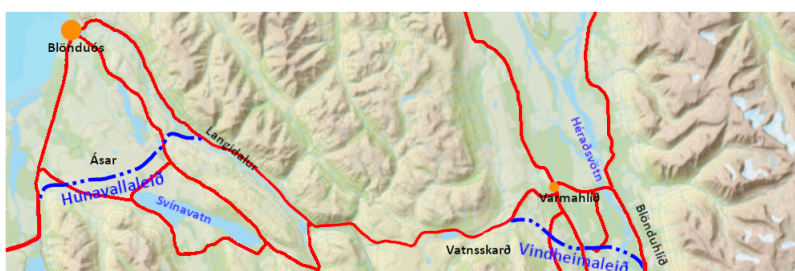 Blönduós
Langidalur
Ásar
Húnavallaleið
Svínavatn
Héraðsvötn
Varmahlíð
Blönduhlíð
Vatnsskarð
Vindheimaleið